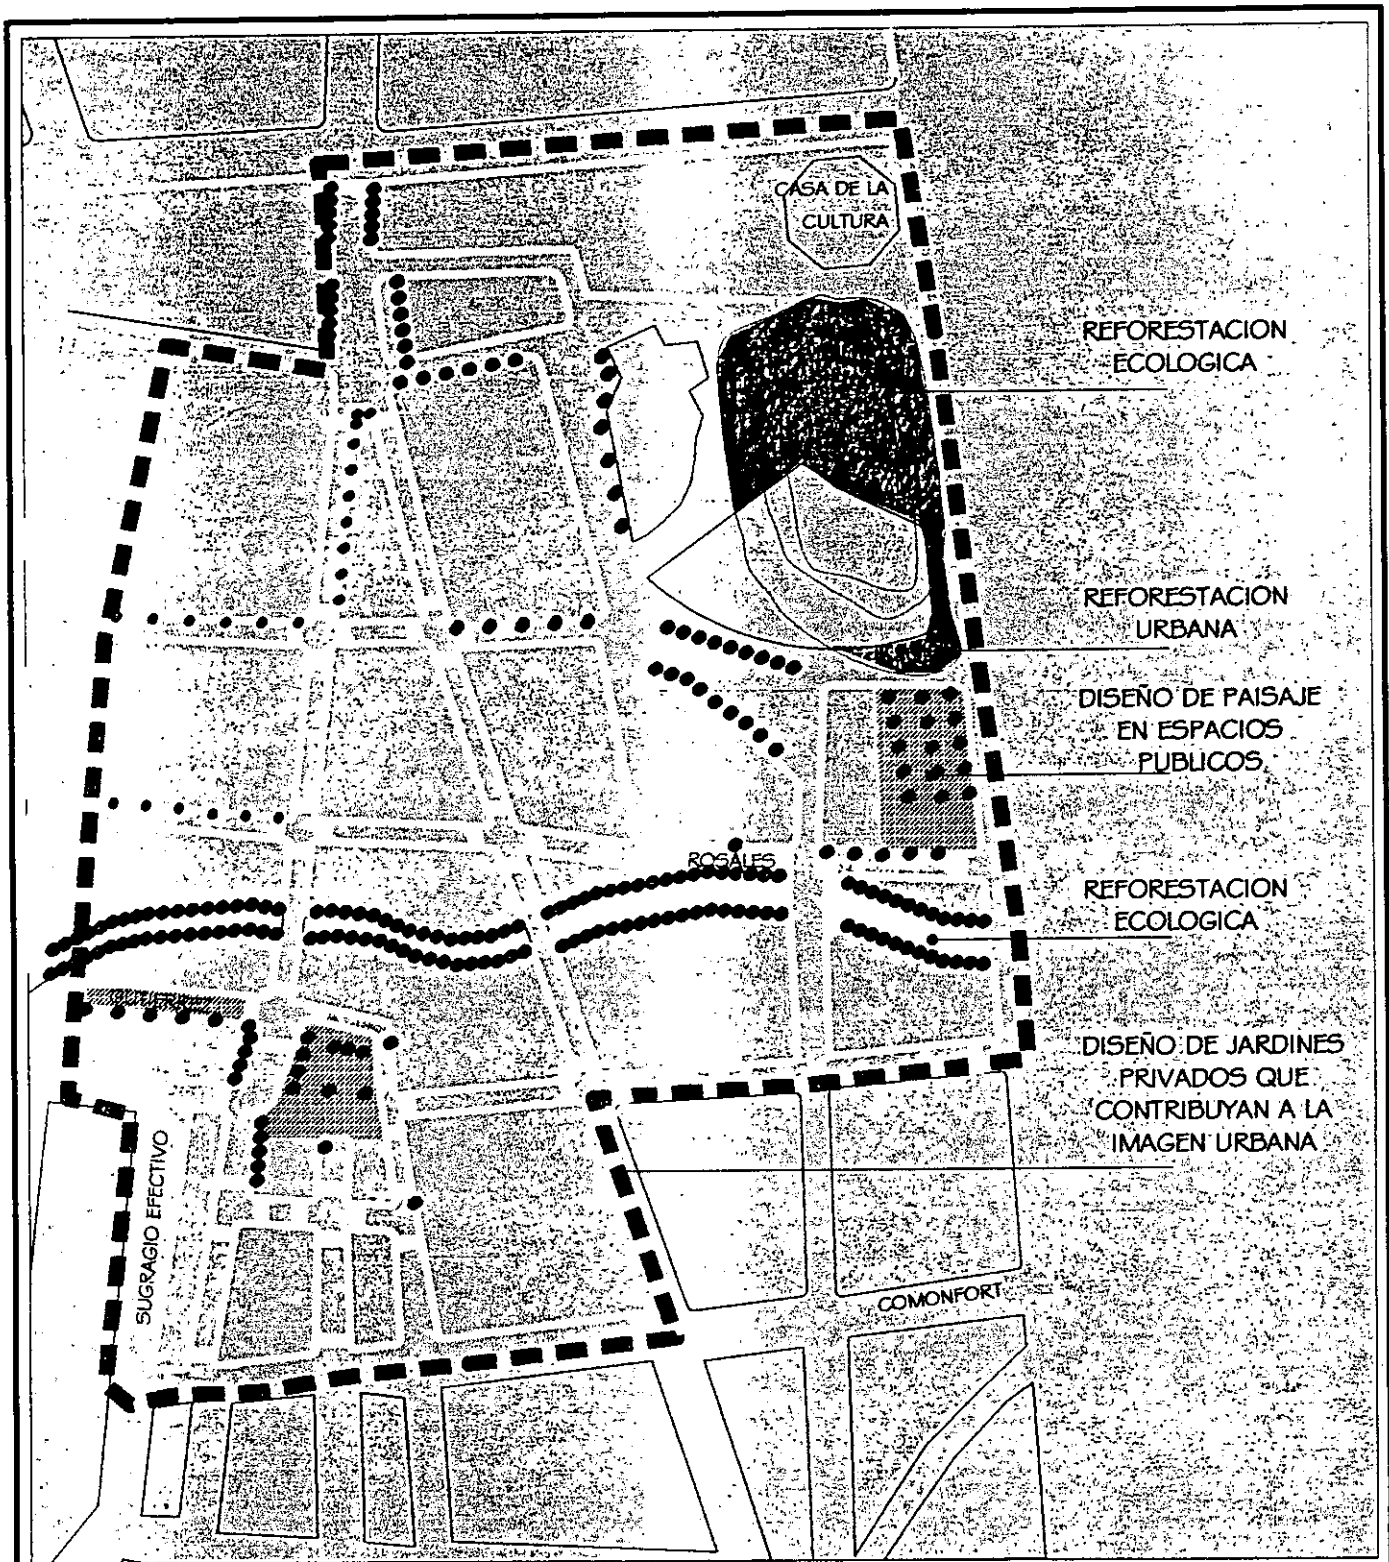 CASA DE LA
CULTURA
REFORESTACION
ECOLOGICA
REFORESTACION
URBANA
DISEÑO DE PAISAJE
EN ESPACIOS
PUBLICOS
ROSALES
REFORESTACION
ECOLOGICA
DISEÑO DE JARDINES
PRIVADOS QUE
CONTRIBUYAN A LA
IMAGEN URBANA
SUGRAGIO EFECTIVO
COMONFORT